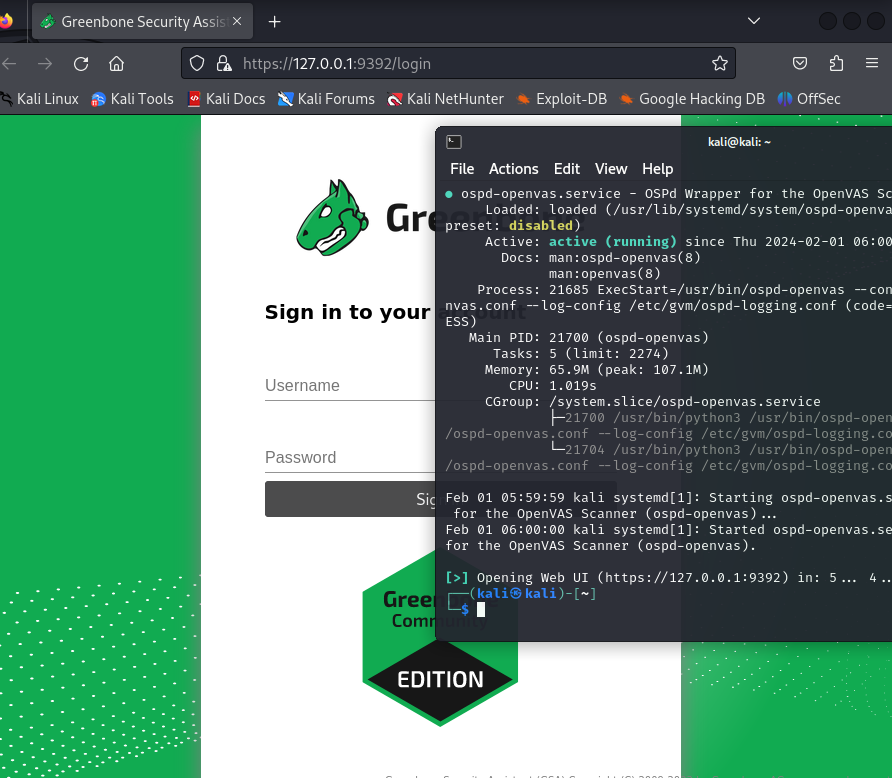 Greenbone Security Assis
https://127.0.0.1:9392/login
Kali Linux Kali Tools Kali Docs Kali Forums Kali NetHunter Exploit-DB Google Hacking DB OffSec
Greenbone
Sign in to your account
Username
Password
Sig
Greenbone
Community
EDITION
kali@kali: ~
File Actions Edit View Help
● ospd-openvas.service - OSPd Wrapper for the OpenVAS Sc
Loaded: loaded (/usr/lib/systemd/system/ospd-openva
preset: disabled)
Active: active (running) since Thu 2024-02-01 06:00
Docs: man:ospd-openvas(8)
man:openvas(8)
Process: 21685 ExecStart=/usr/bin/ospd-openvas --con
nvas.conf --log-config /etc/gvm/ospd-logging.conf (code=
ESS)
Main PID: 21700 (ospd-openvas)
Tasks: 5 (limit: 2274)
Memory: 65.9M (peak: 107.1M)
CPU: 1.019s
CGroup: /system.slice/ospd-openvas.service
├─21700 /usr/bin/python3 /usr/bin/ospd-open
/ospd-openvas.conf --log-config /etc/gvm/ospd-logging.co
└─21704 /usr/bin/python3 /usr/bin/ospd-open
/ospd-openvas.conf --log-config /etc/gvm/ospd-logging.co
Feb 01 05:59:59 kali systemd[1]: Starting ospd-openvas.s
for the OpenVAS Scanner (ospd-openvas)...
Feb 01 06:00:00 kali systemd[1]: Started ospd-openvas.se
for the OpenVAS Scanner (ospd-openvas).
[>] Opening Web UI (https://127.0.0.1:9392) in: 5... 4..
┌──(kali㉿kali)-[~]
└─$